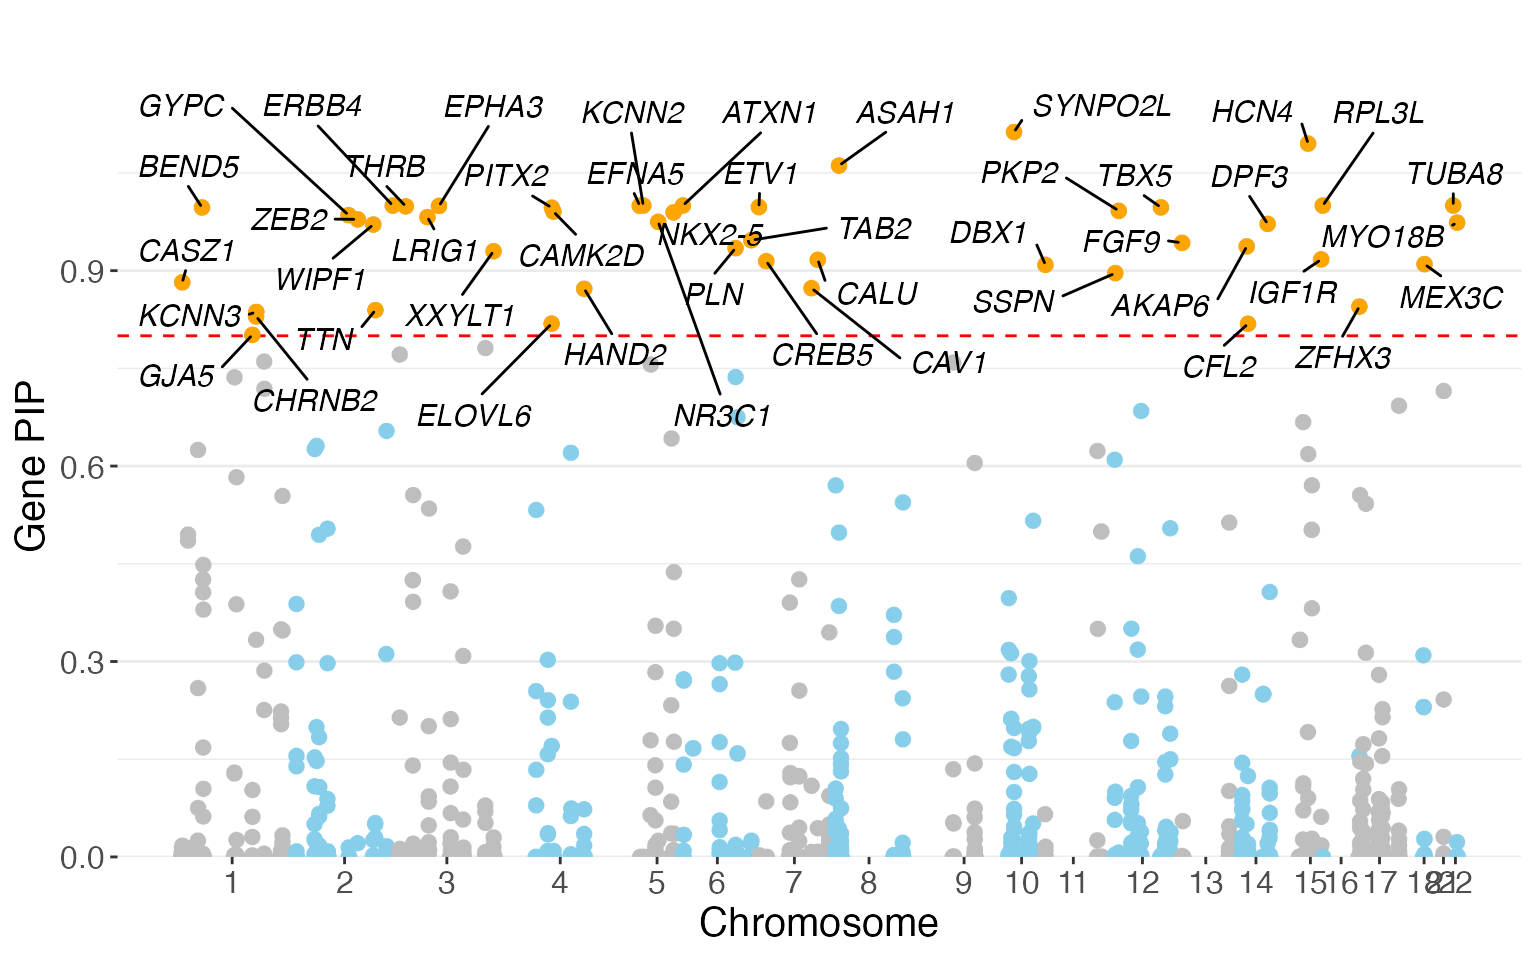 GYPC ERBB4 EPHA3 KCNN2 ATXN1 ASAH1 SYNPO2L HCN4 RPL3L
BEND5 THRB PITX2 EFNA5 ETV1 PKP2 TBX5 DPF3 TUBA8
ZEB2 NKX2-5 TAB2 DBX1 FGF9 MYO18B
CASZ1 WIPF1 LRIG1 CAMK2D
PLN CALU SSPN AKAP6 IGF1R MEX3C
KCNN3 TTN XXYLT1
HAND2 CREB5 CAV1 CFL2 ZFHX3
GJA5 CHRNB2 ELOVL6 NR3C1
Gene PIP
0.9
0.6
0.3
0.0
1 2 3 4 5 6 7 8 9 10 11 12 13 14 15 16 17 18 22
Chromosome